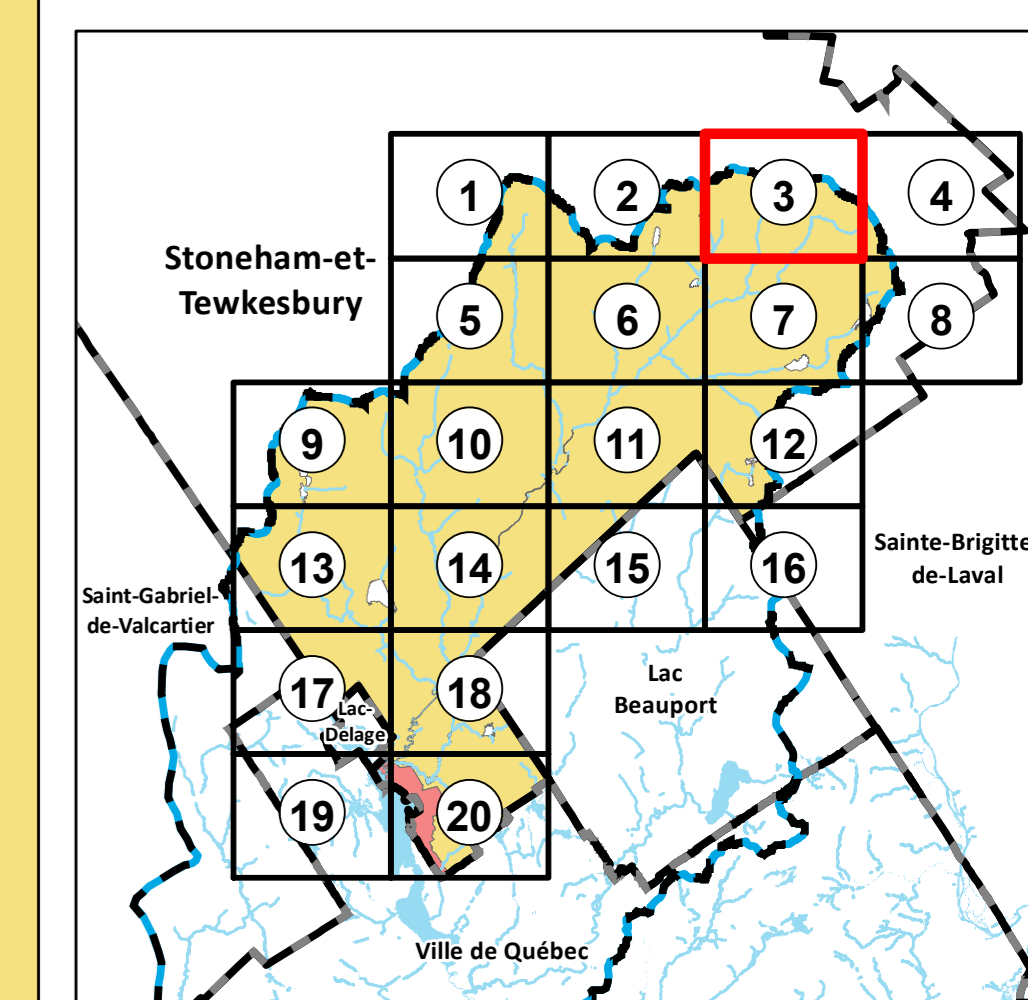 1
2
3
4
Stoneham-et-
Tewkesbury
5
6
7
8
9
10
11
12
13
14
15
16
Sainte-Brigitte
de-Laval
Saint-Gabriel-
de-Valcartier
17
18
Lac-
Delage
Lac
Beauport
19
20
Ville de Québec